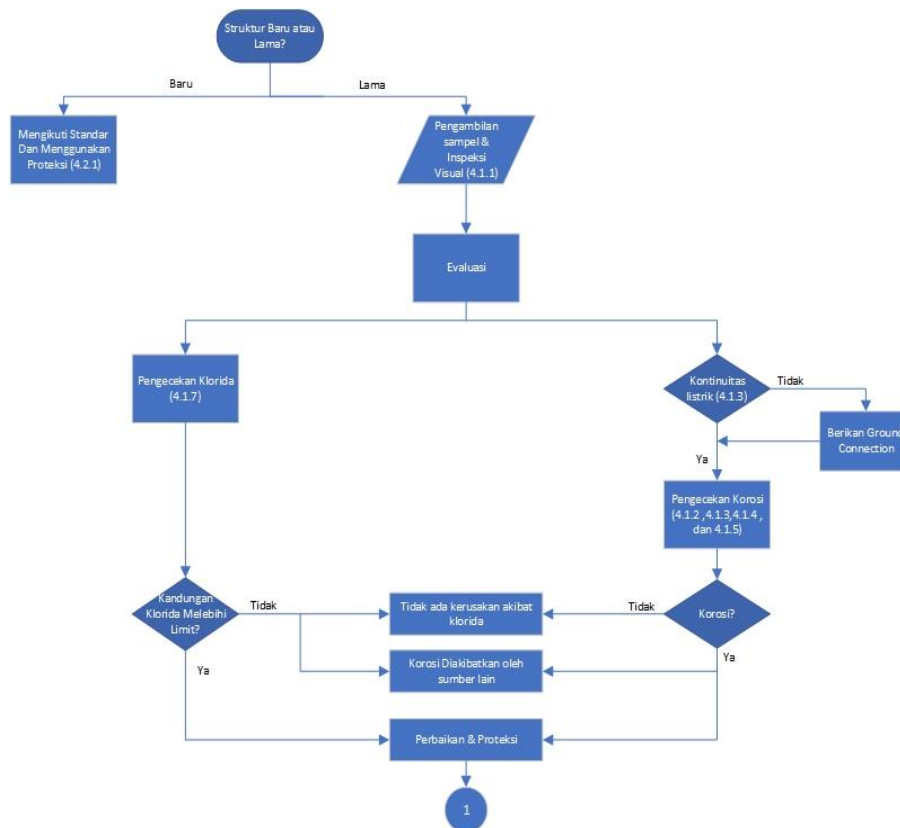 Struktur Baru atau
Lama?
Baru
Lama
Mengikuti Standar
Dan Menggunakan
Proteksi (4.2.1)
Pengambilan
sampel &
Inspeksi
Visual (4.1.1)
Evaluasi
Pengecekan Klorida
(4.1.7)
Kontinuitas
listrik (4.1.3)
Tidak
Berikan Ground
Connection
Ya
Pengecekan Korosi
(4.1.2 ,4.1.3,4.1.4 ,
dan 4.1.5)
Kandungan
Klorida Melebihi
Limit?
Tidak
Tidak ada kerusakan akibat
klorida
Tidak
Korosi?
Ya
Korosi Diakibatkan oleh
sumber lain
Ya
Perbaikan & Proteksi
1